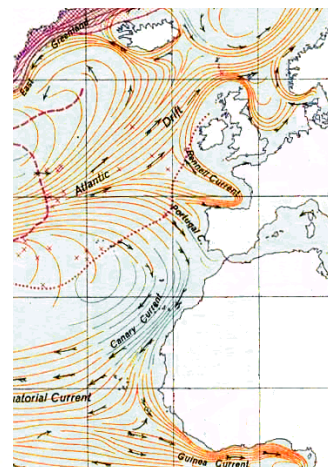 East Greenland
Drift
Atlantic
Rennell Current
Portugal C.
Canary Current
uatorial Current
Guinea Current